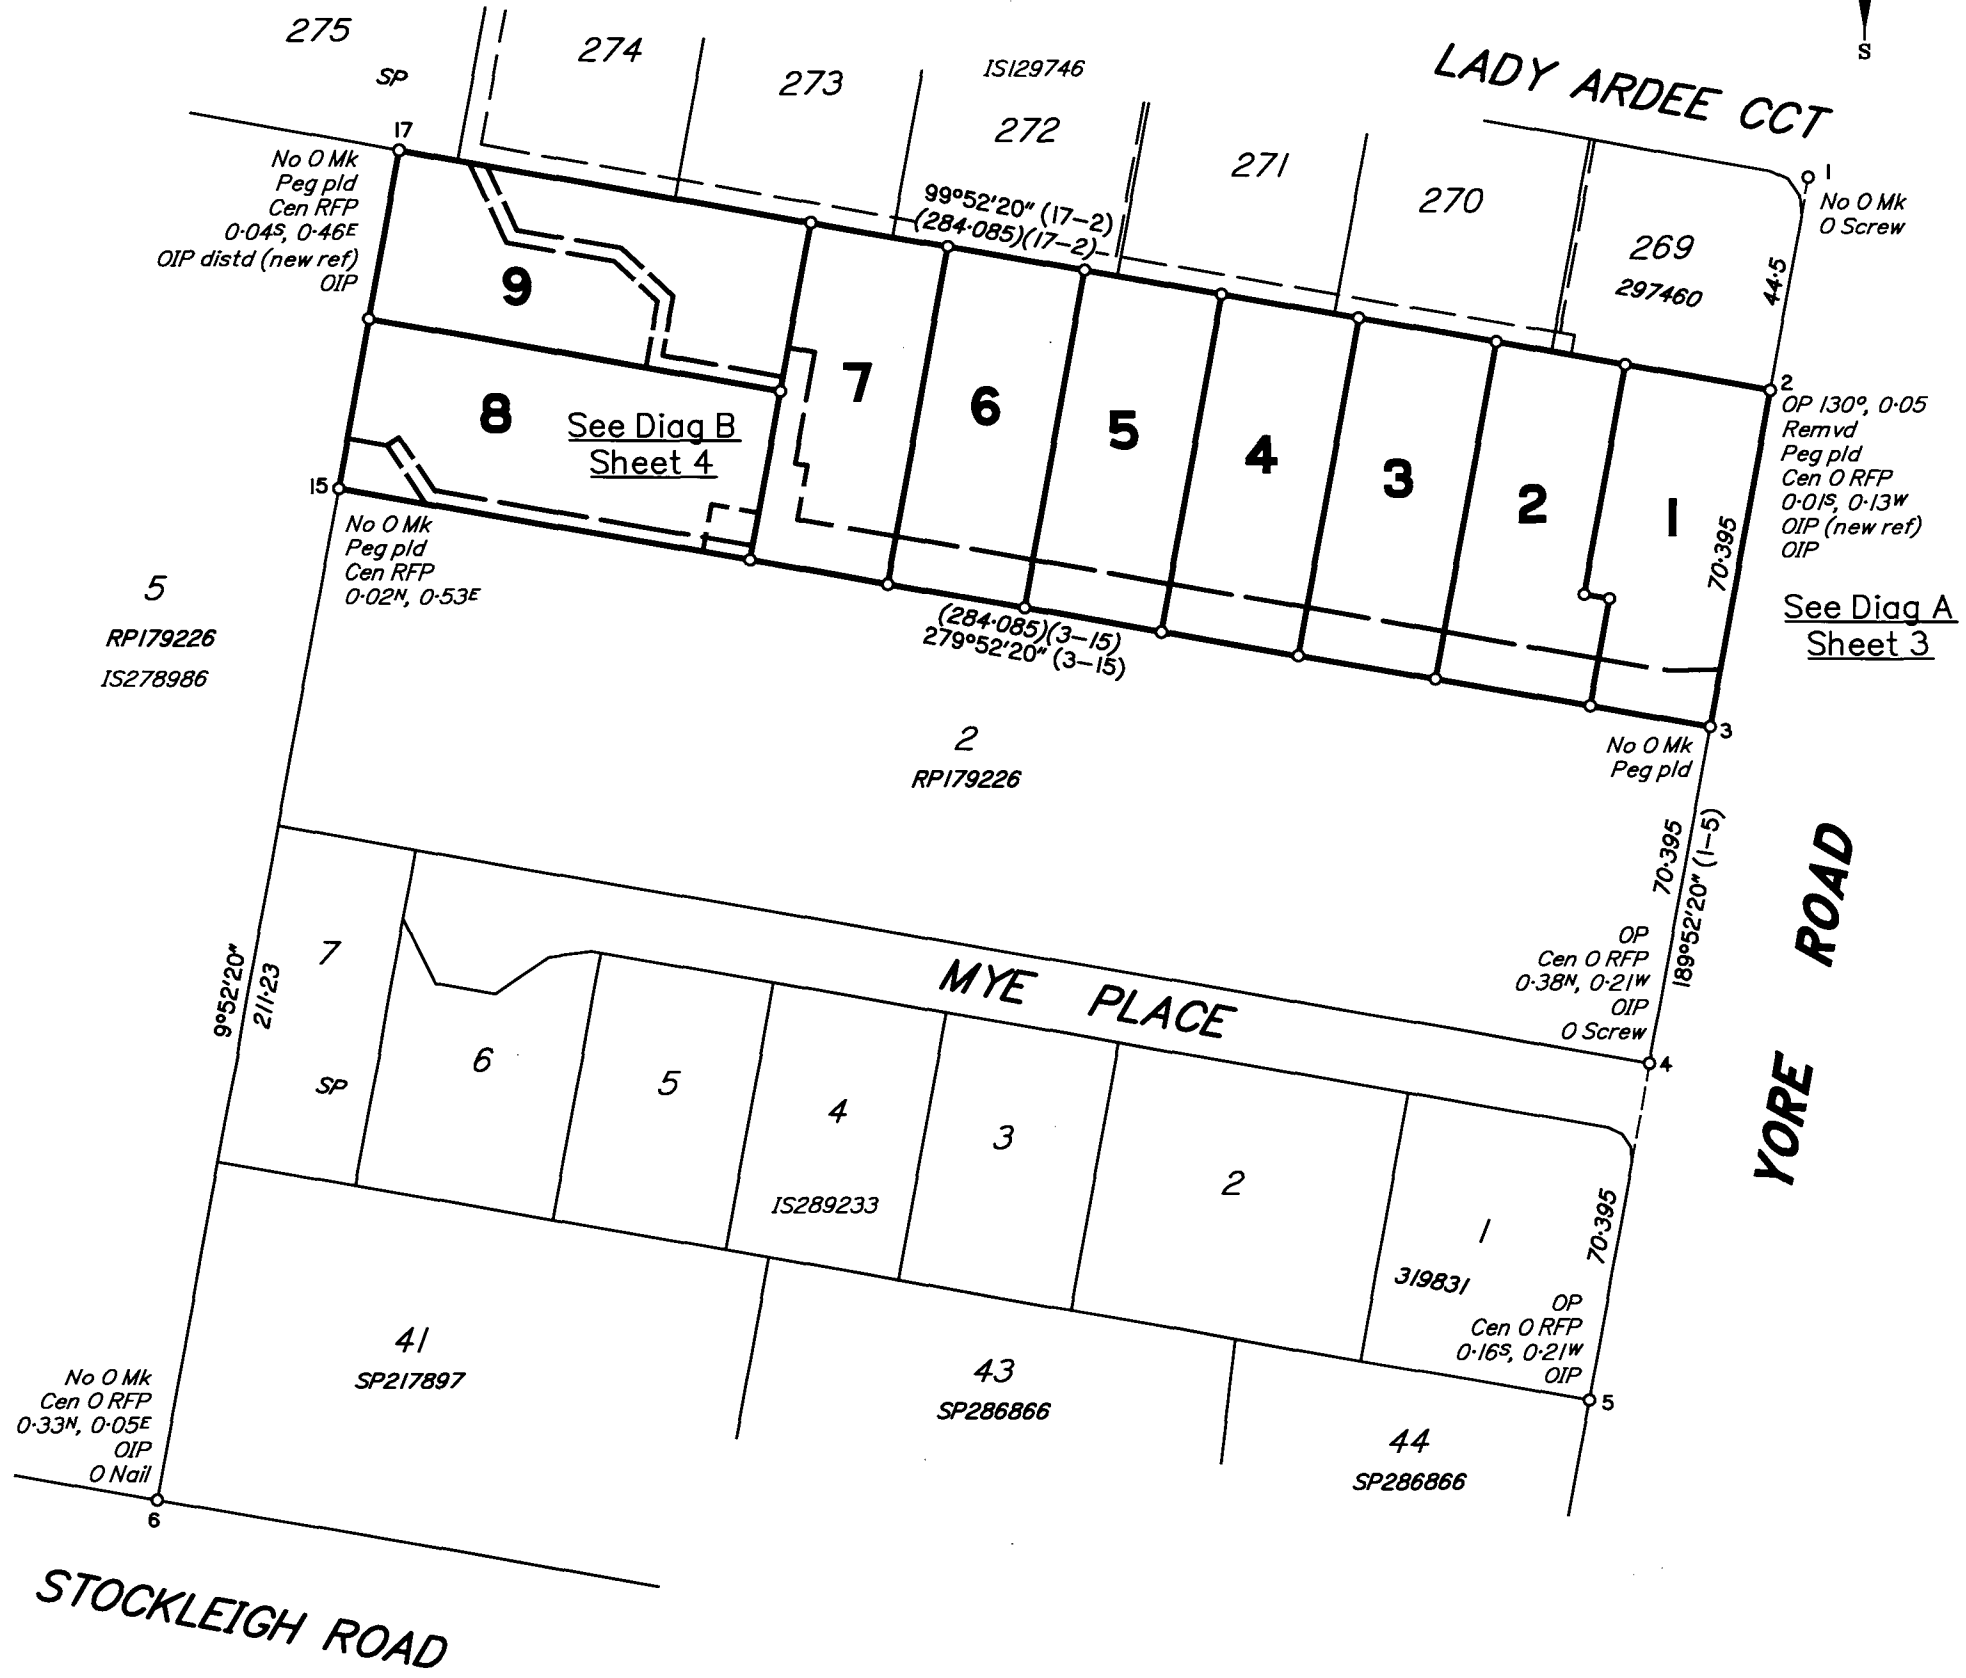 S
275
SP
274
273
IS129746
272
271
270
269
297460
LADY ARDEE CCT
1
No O Mk
O Screw
44·5
17
No O Mk
Peg pld
Cen RFP
0·04S, 0·46E
OIP distd (new ref)
OIP
99°52'20" (17-2)
(284·085)(17-2)
2
OP 130°, 0·05
Remvd
Peg pld
Cen O RFP
0·01S, 0·13W
OIP (new ref)
OIP
9
8
7
6
5
4
3
2
1
See Diag B
Sheet 4
70·395
See Diag A
Sheet 3
15
No O Mk
Peg pld
Cen RFP
0·02N, 0·53E
5
RP179226
IS278986
(284·085)(3-15)
279°52'20" (3-15)
3
No O Mk
Peg pld
2
RP179226
70·395
189°52'20" (1-5)
YORE ROAD
OP
Cen O RFP
0·38N, 0·21W
OIP
O Screw
4
MYE PLACE
9°52'20"
211·23
7
SP
6
5
4
IS289233
3
2
1
319831
70·395
OP
Cen O RFP
0·16S, 0·21W
OIP
5
41
SP217897
43
SP286866
44
SP286866
No O Mk
Cen O RFP
0·33N, 0·05E
OIP
O Nail
6
STOCKLEIGH ROAD